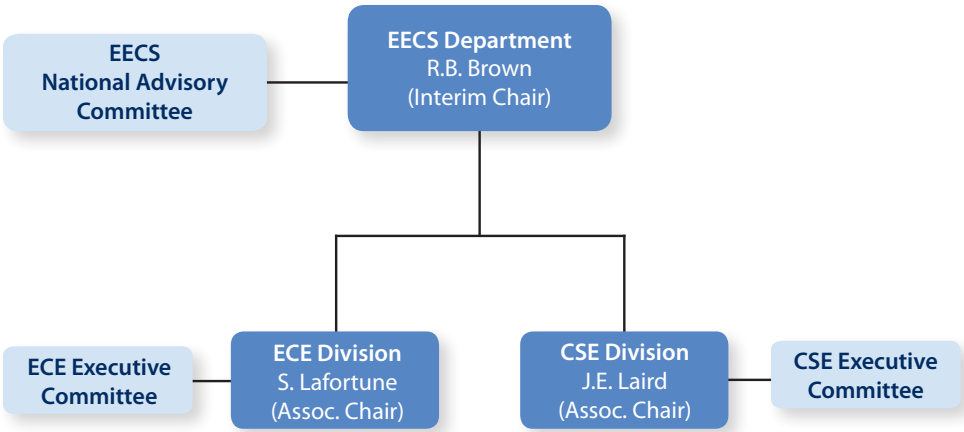 EECS
National Advisory
Committee
EECS Department
R.B. Brown
(Interim Chair)
ECE Executive
Committee
ECE Division
S. Lafortune
(Assoc. Chair)
CSE Division
J.E. Laird
(Assoc. Chair)
CSE Executive
Committee